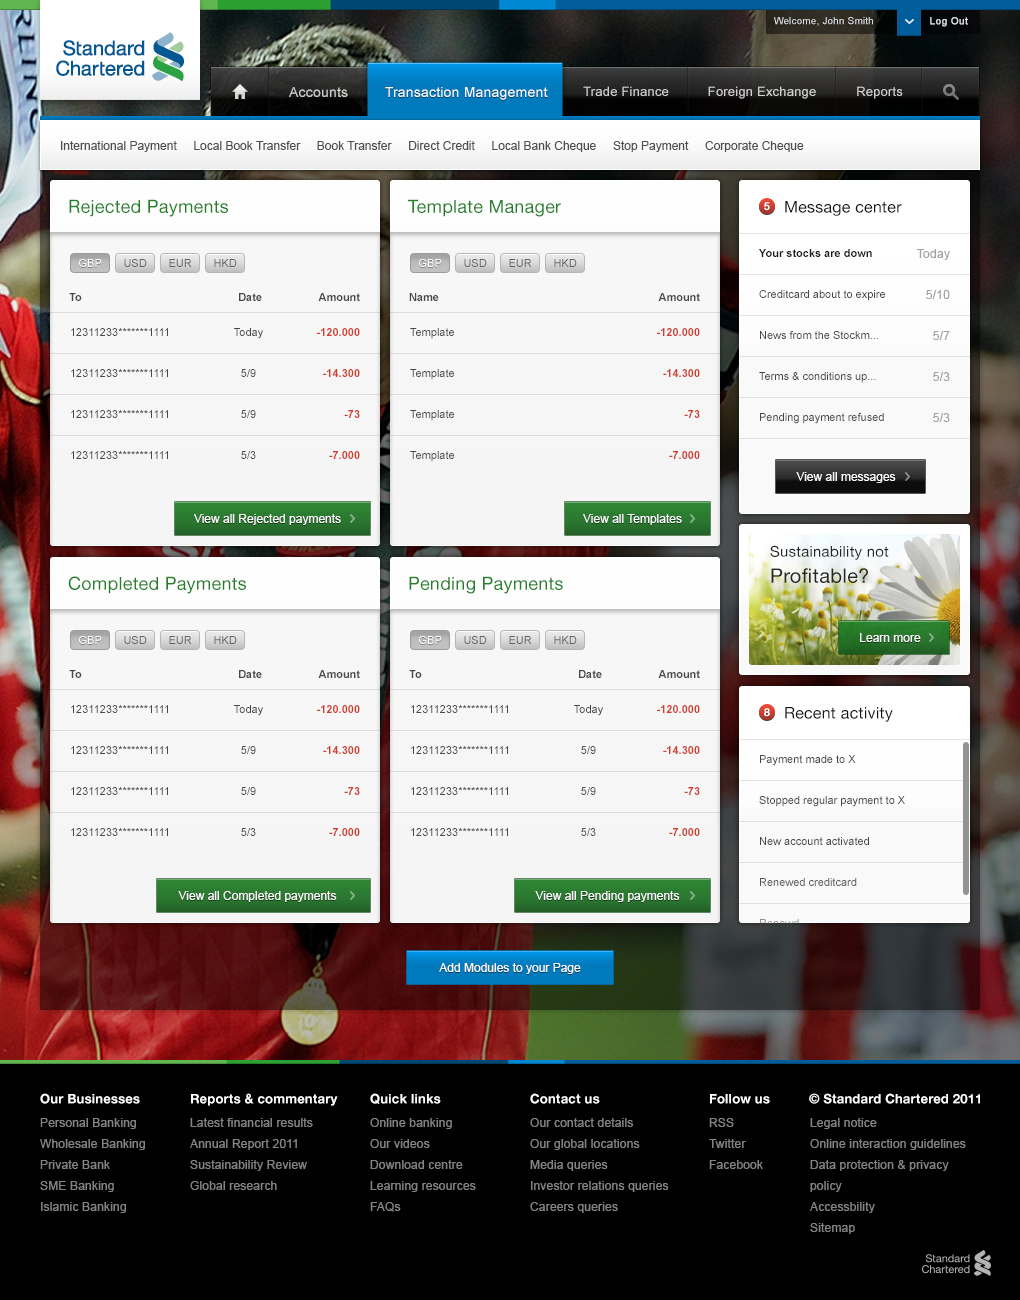 Standard
Chartered
Welcome, John Smith
Log Out
Accounts
Transaction Management
Trade Finance
Foreign Exchange
Reports
International Payment
Local Book Transfer
Book Transfer
Direct Credit
Local Bank Cheque
Stop Payment
Corporate Cheque
Rejected Payments
GBP USD EUR HKD
To Date Amount
12311233*******1111 Today -120.000
12311233*******1111 5/9 -14.300
12311233*******1111 5/9 -73
12311233*******1111 5/3 -7.000
View all Rejected payments
Template Manager
GBP USD EUR HKD
Name Amount
Template -120.000
Template -14.300
Template -73
Template -7.000
View all Templates
5 Message center
Your stocks are down Today
Creditcard about to expire 5/10
News from the Stockm... 5/7
Terms & conditions up... 5/3
Pending payment refused 5/3
View all messages
Sustainability not
Profitable?
Learn more
Completed Payments
GBP USD EUR HKD
To Date Amount
12311233*******1111 Today -120.000
12311233*******1111 5/9 -14.300
12311233*******1111 5/9 -73
12311233*******1111 5/3 -7.000
View all Completed payments
Pending Payments
GBP USD EUR HKD
To Date Amount
12311233*******1111 Today -120.000
12311233*******1111 5/9 -14.300
12311233*******1111 5/9 -73
12311233*******1111 5/3 -7.000
View all Pending payments
8 Recent activity
Payment made to X
Stopped regular payment to X
New account activated
Renewed creditcard
Add Modules to your Page
Our Businesses
Personal Banking
Wholesale Banking
Private Bank
SME Banking
Islamic Banking
Reports & commentary
Latest financial results
Annual Report 2011
Sustainability Review
Global research
Quick links
Online banking
Our videos
Download centre
Learning resources
FAQs
Contact us
Our contact details
Our global locations
Media queries
Investor relations queries
Careers queries
Follow us
RSS
Twitter
Facebook
© Standard Chartered 2011
Legal notice
Online interaction guidelines
Data protection & privacy
policy
Accessbility
Sitemap
Standard
Chartered